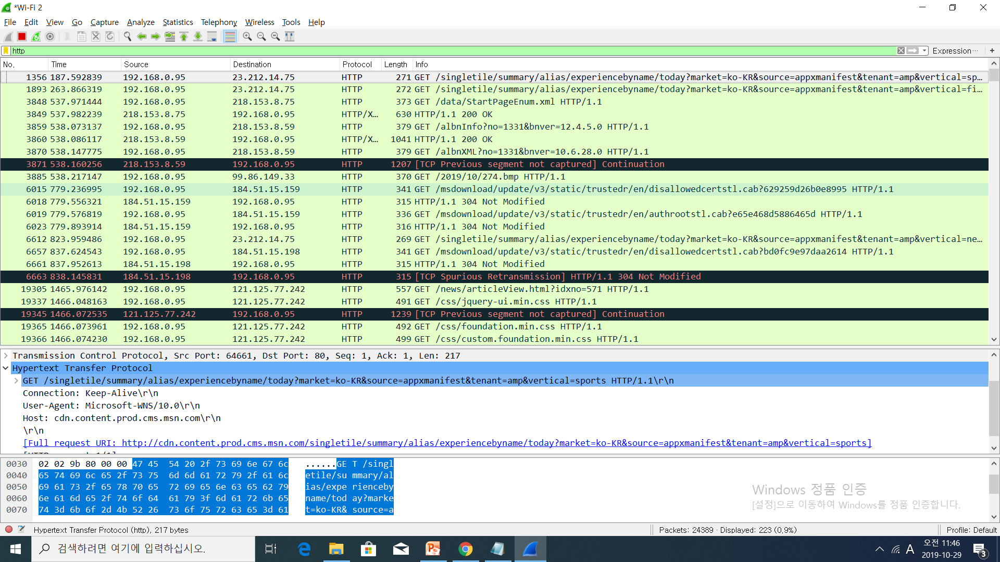 *Wi-Fi 2
File Edit View Go Capture Analyze Statistics Telephony Wireless Tools Help
http Expression… +
No. Time Source Destination Protocol Length Info
1356 187.592839 192.168.0.95 23.212.14.75 HTTP 271 GET /singletile/summary/alias/experiencebyname/today?market=ko-KR&source=appxmanifest&tenant=amp&vertical=sp…
1893 263.866319 192.168.0.95 23.212.14.75 HTTP 272 GET /singletile/summary/alias/experiencebyname/today?market=ko-KR&source=appxmanifest&tenant=amp&vertical=fi…
3848 537.971444 192.168.0.95 218.153.8.75 HTTP 373 GET /data/StartPageEnum.xml HTTP/1.1
3849 537.982239 218.153.8.75 192.168.0.95 HTTP/X… 630 HTTP/1.1 200 OK
3859 538.073137 192.168.0.95 218.153.8.59 HTTP 379 GET /albnInfo?no=1331&bnver=12.4.5.0 HTTP/1.1
3860 538.086117 218.153.8.59 192.168.0.95 HTTP/X… 1041 HTTP/1.1 200 OK
3870 538.147775 192.168.0.95 218.153.8.59 HTTP 379 GET /albnXML?no=1331&bnver=10.6.28.0 HTTP/1.1
3871 538.160256 218.153.8.59 192.168.0.95 HTTP 1207 [TCP Previous segment not captured] Continuation
3885 538.217147 192.168.0.95 99.86.149.33 HTTP 370 GET /2019/10/274.bmp HTTP/1.1
6015 779.236995 192.168.0.95 184.51.15.159 HTTP 341 GET /msdownload/update/v3/static/trustedr/en/disallowedcertstl.cab?629259d26b0e8995 HTTP/1.1
6018 779.556321 184.51.15.159 192.168.0.95 HTTP 315 HTTP/1.1 304 Not Modified
6019 779.576819 192.168.0.95 184.51.15.159 HTTP 336 GET /msdownload/update/v3/static/trustedr/en/authrootstl.cab?e65e468d5886465d HTTP/1.1
6023 779.893914 184.51.15.159 192.168.0.95 HTTP 316 HTTP/1.1 304 Not Modified
6612 823.959486 192.168.0.95 23.212.14.75 HTTP 269 GET /singletile/summary/alias/experiencebyname/today?market=ko-KR&source=appxmanifest&tenant=amp&vertical=ne…
6657 837.624543 192.168.0.95 184.51.15.198 HTTP 341 GET /msdownload/update/v3/static/trustedr/en/disallowedcertstl.cab?bd0fc9e97daa2614 HTTP/1.1
6661 837.952613 184.51.15.198 192.168.0.95 HTTP 315 HTTP/1.1 304 Not Modified
6663 838.145831 184.51.15.198 192.168.0.95 HTTP 315 [TCP Spurious Retransmission] HTTP/1.1 304 Not Modified
19305 1465.976142 192.168.0.95 121.125.77.242 HTTP 557 GET /news/articleView.html?idxno=571 HTTP/1.1
19337 1466.048163 192.168.0.95 121.125.77.242 HTTP 491 GET /css/jquery-ui.min.css HTTP/1.1
19345 1466.072535 121.125.77.242 192.168.0.95 HTTP 1239 [TCP Previous segment not captured] Continuation
19365 1466.073961 192.168.0.95 121.125.77.242 HTTP 492 GET /css/foundation.min.css HTTP/1.1
19366 1466.074230 192.168.0.95 121.125.77.242 HTTP 499 GET /css/custom.foundation.min.css HTTP/1.1
Transmission Control Protocol, Src Port: 64661, Dst Port: 80, Seq: 1, Ack: 1, Len: 217
Hypertext Transfer Protocol
GET /singletile/summary/alias/experiencebyname/today?market=ko-KR&source=appxmanifest&tenant=amp&vertical=sports HTTP/1.1\r\n
Connection: Keep-Alive\r\n
User-Agent: Microsoft-WNS/10.0\r\n
Host: cdn.content.prod.cms.msn.com\r\n
\r\n
[Full request URI: http://cdn.content.prod.cms.msn.com/singletile/summary/alias/experiencebyname/today?market=ko-KR&source=appxmanifest&tenant=amp&vertical=sports]
0030 02 02 9b 80 00 00 47 45 54 20 2f 73 69 6e 67 6c ......GE T /singl
0040 65 74 69 6c 65 2f 73 75 6d 6d 61 72 79 2f 61 6c etile/su mmary/al
0050 69 61 73 2f 65 78 70 65 72 69 65 6e 63 65 62 79 ias/expe rienceby
0060 6e 61 6d 65 2f 74 6f 64 61 79 3f 6d 61 72 6b 65 name/tod ay?marke
0070 74 3d 6b 6f 2d 4b 52 26 73 6f 75 72 63 65 3d 61 t=ko-KR& source=a
Windows 정품 인증
[설정]으로 이동하여 Windows를 정품 인증합니다.
Hypertext Transfer Protocol (http), 217 bytes Packets: 24389 · Displayed: 223 (0.9%) Profile: Default
검색하려면 여기에 입력하십시오. A 오전 11:46
2019-10-29 3